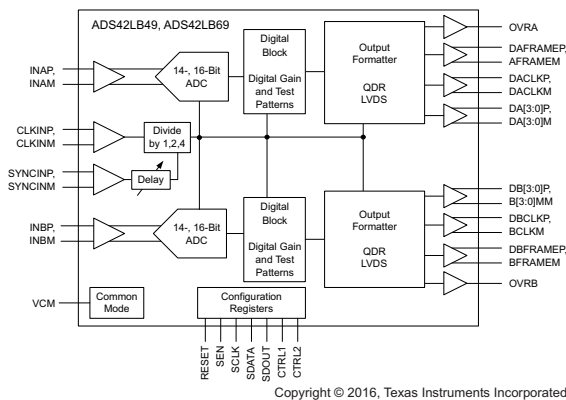 ADS42LB49, ADS42LB69
INAP,
INAM
14-, 16-Bit
ADC
Digital
Block
Digital Gain
and Test
Patterns
Output
Formatter
QDR
LVDS
OVRA
DAFRAMEP,
AFRAMEM
DACLKP,
DACLKM
DA[3:0]P,
DA[3:0]M
CLKINP,
CLKINM
Divide
by 1,2,4
SYNCINP,
SYNCINM
Delay
INBP,
INBM
14-, 16-Bit
ADC
Digital
Block
Digital Gain
and Test
Patterns
Output
Formatter
QDR
LVDS
DB[3:0]P,
B[3:0]MM
DBCLKP,
BCLKM
DBFRAMEP,
BFRAMEM
OVRB
VCM
Common
Mode
Configuration
Registers
RESET
SEN
SCLK
SDATA
SDOUT
CTRL1
CTRL2
Copyright © 2016, Texas Instruments Incorporated